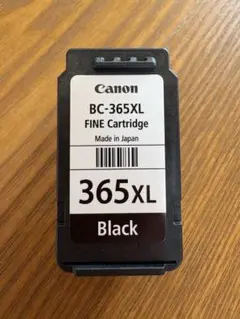 Canon
BC-365XL
FINE Cartridge
Made in Japan
365XL
Black